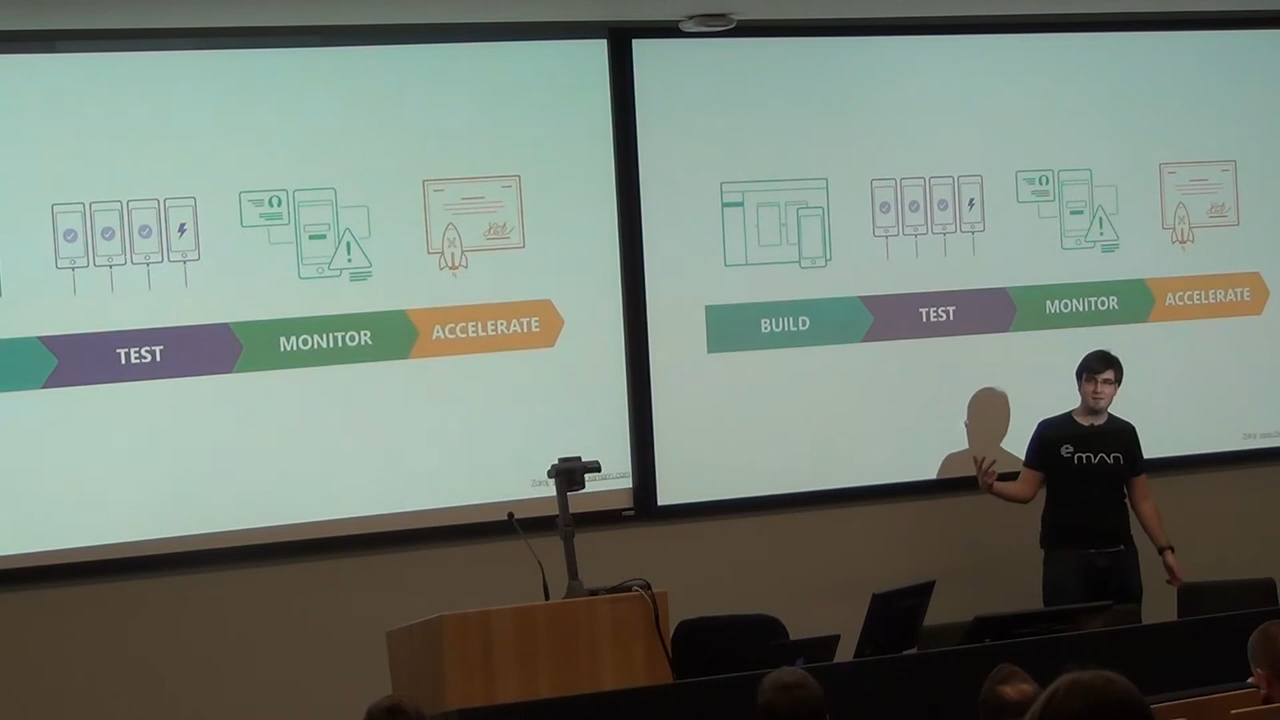 TEST
MONITOR
ACCELERATE
BUILD
TEST
MONITOR
ACCELERATE
eman